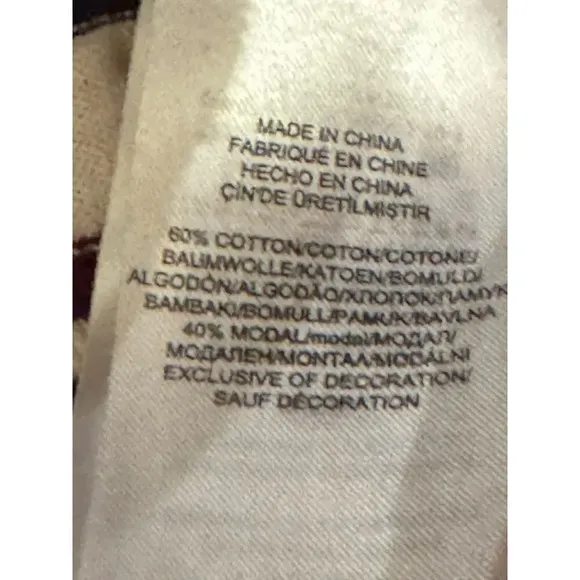 MADE IN CHINA
FABRIQUÉ EN CHINE
HECHO EN CHINA
ÇİN'DE ÜRETİLMİŞTİR
60% COTTON/COTON/COTONE/
BAUMWOLLE/KATOEN/BOMULD/
ALGODÓN/ALGODÃO/ХЛОПОК/ПАМУК
BAMBAKI/BOMULL/PAMUK/BAVLNA
40% MODAL/modal/МОДАЛ/
МОДАЛЕН/ΜΟΝΤΑΛ/MODÁLNI
EXCLUSIVE OF DECORATION/
SAUF DÉCORATION